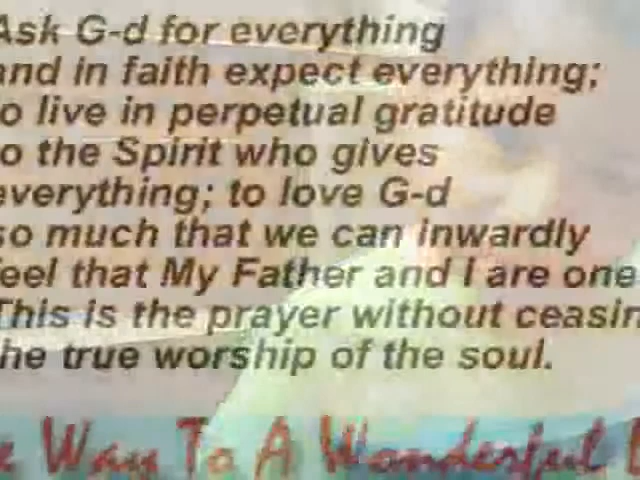 Ask G-d for everything
and in faith expect everything;
to live in perpetual gratitude
to the Spirit who gives
everything; to love G-d
so much that we can inwardly
feel that My Father and I are one
This is the prayer without ceasin
the true worship of the soul.
Way To A Wonderful